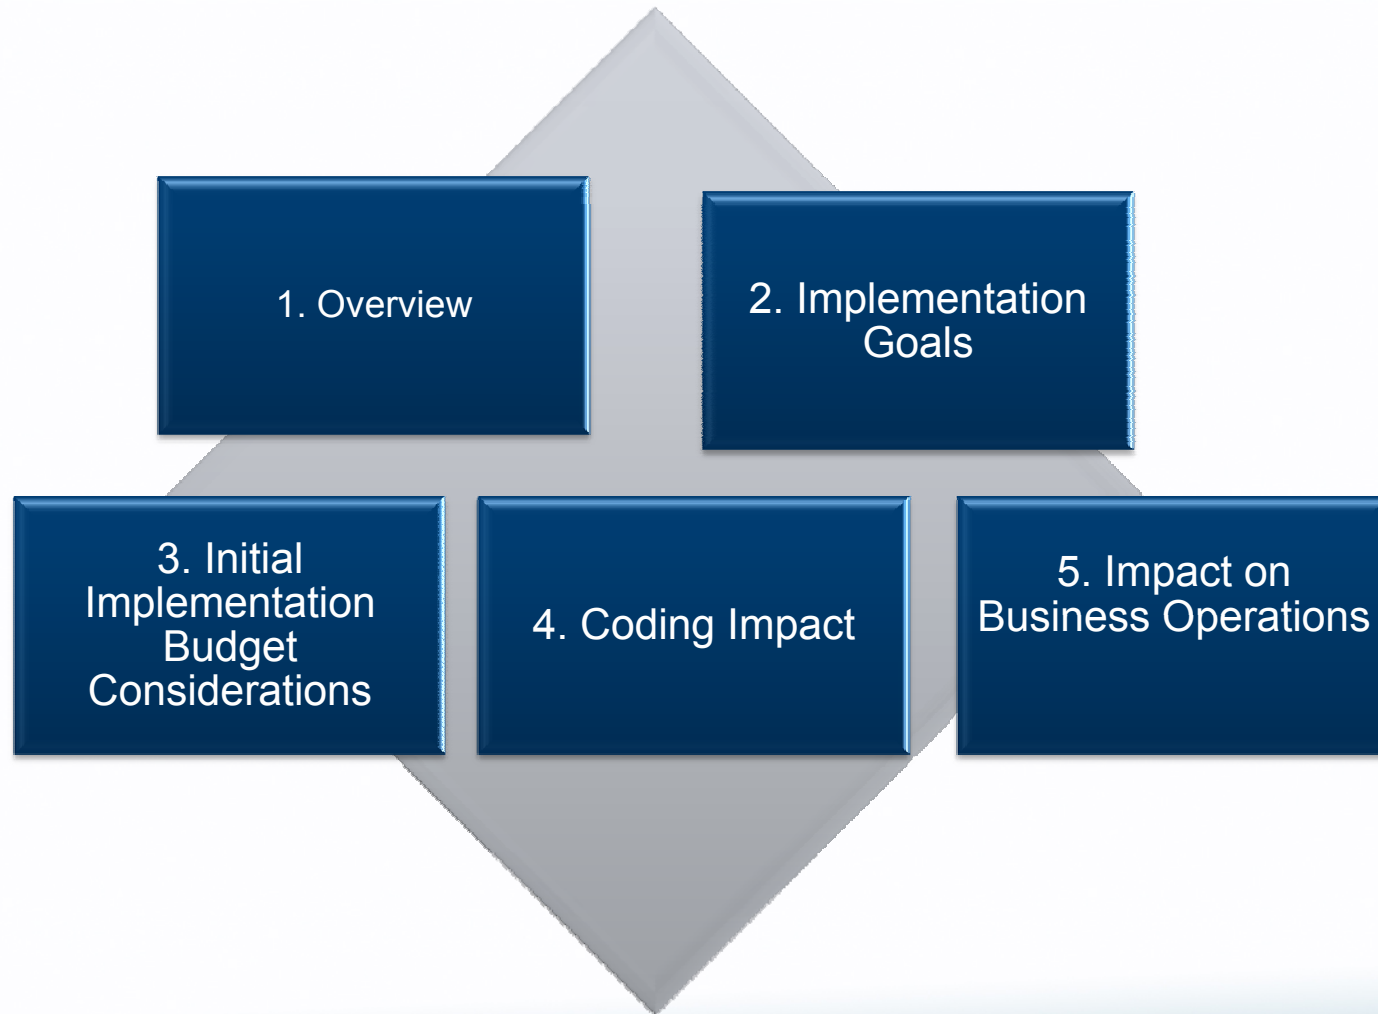 1. Overview
2. Implementation
Goals
3. Initial
Implementation
Budget
Considerations
4. Coding Impact
5. Impact on
Business Operations